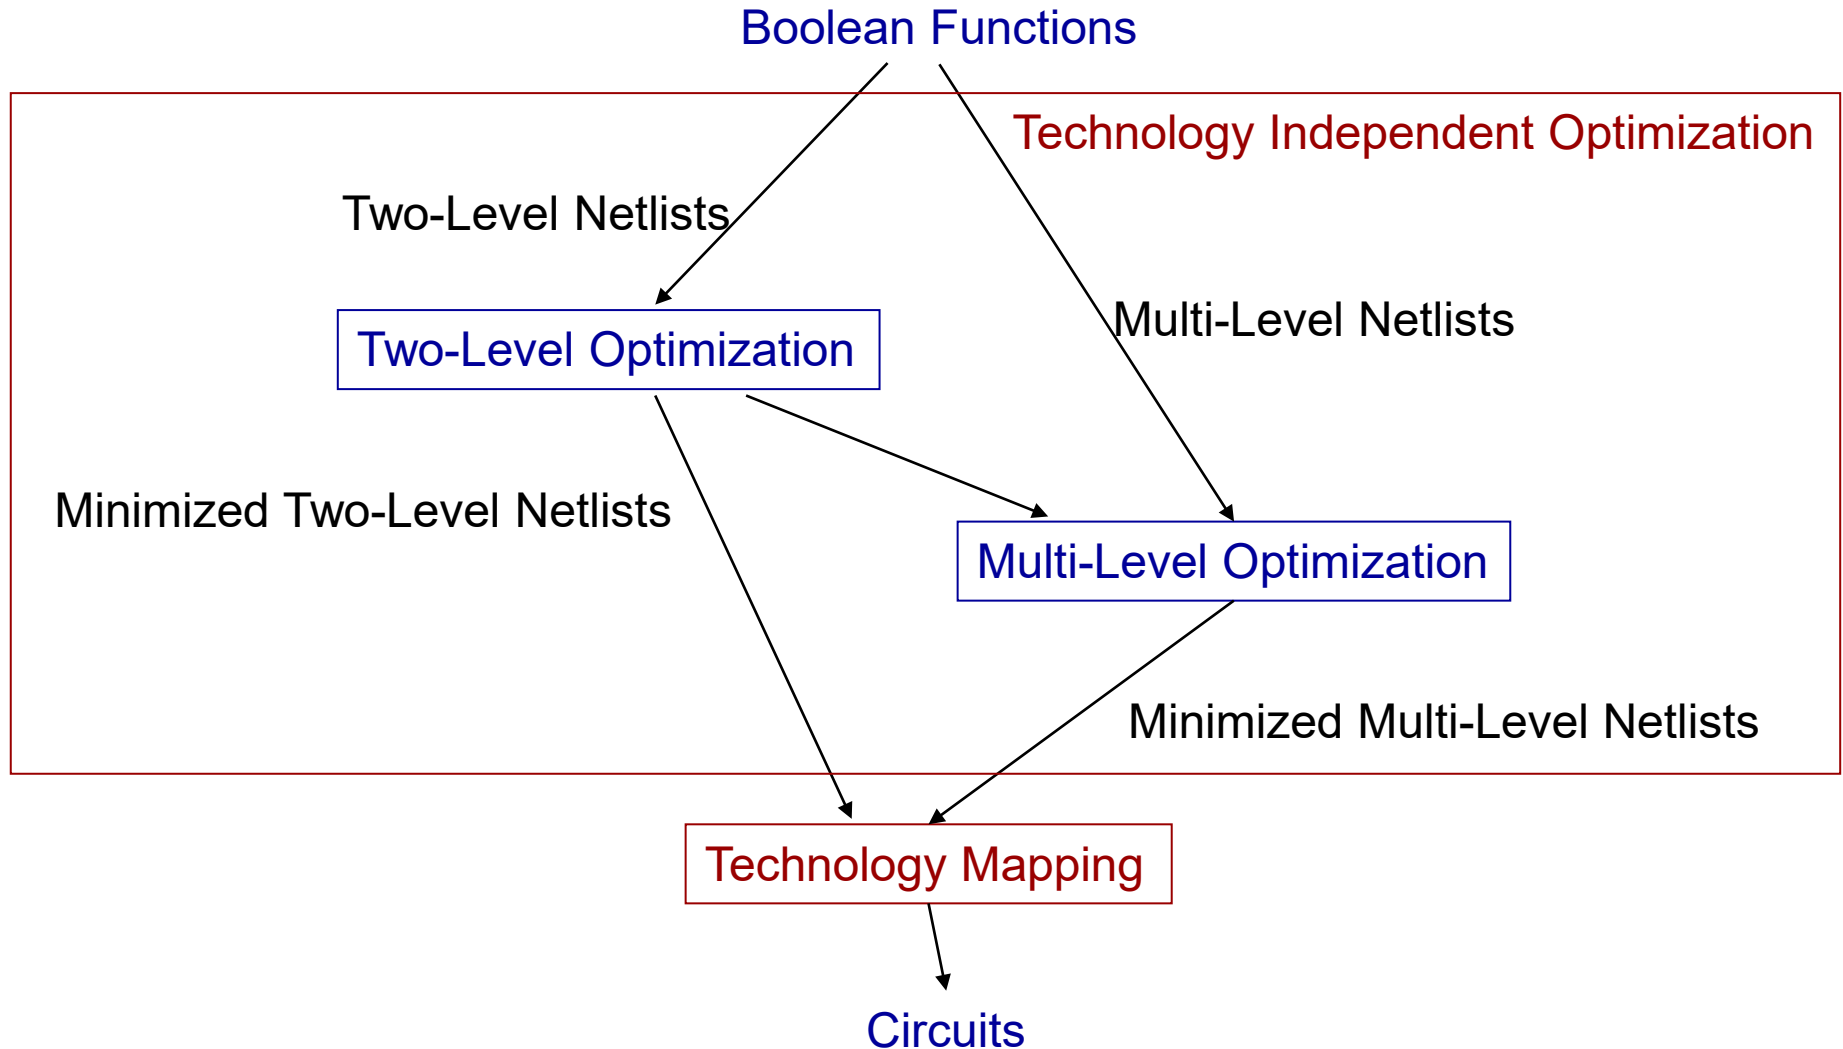 Boolean Functions
Technology Independent Optimization
Two-Level Netlists
Multi-Level Netlists
Two-Level Optimization
Minimized Two-Level Netlists
Multi-Level Optimization
Minimized Multi-Level Netlists
Technology Mapping
Circuits